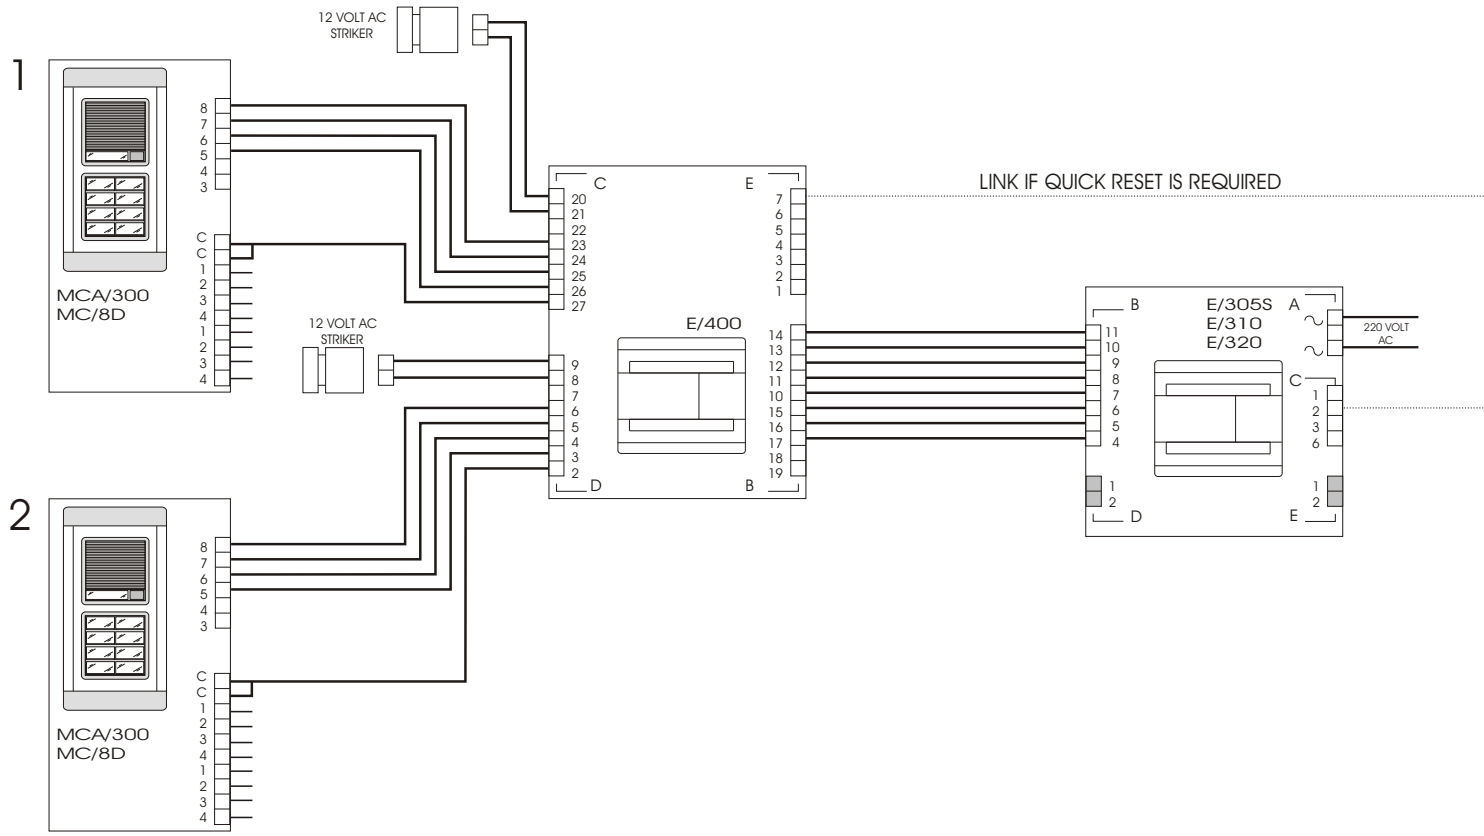 12 VOLT AC
STRIKER
1
8
7
6
5
4
3
C
C
1
2
3
4
1
2
3
4
MCA/300
MC/8D
12 VOLT AC
STRIKER
C
20
21
22
23
24
25
26
27
9
8
7
6
5
4
3
2
D
E
7
6
5
4
3
2
1
E/400
14
13
12
11
10
15
16
17
18
19
B
LINK IF QUICK RESET IS REQUIRED
B
11
10
9
8
7
6
5
4
1
2
D
E/305S
E/310
E/320
A
220 VOLT
AC
C
1
2
3
6
1
2
E
2
8
7
6
5
4
3
C
C
1
2
3
4
1
2
3
4
MCA/300
MC/8D